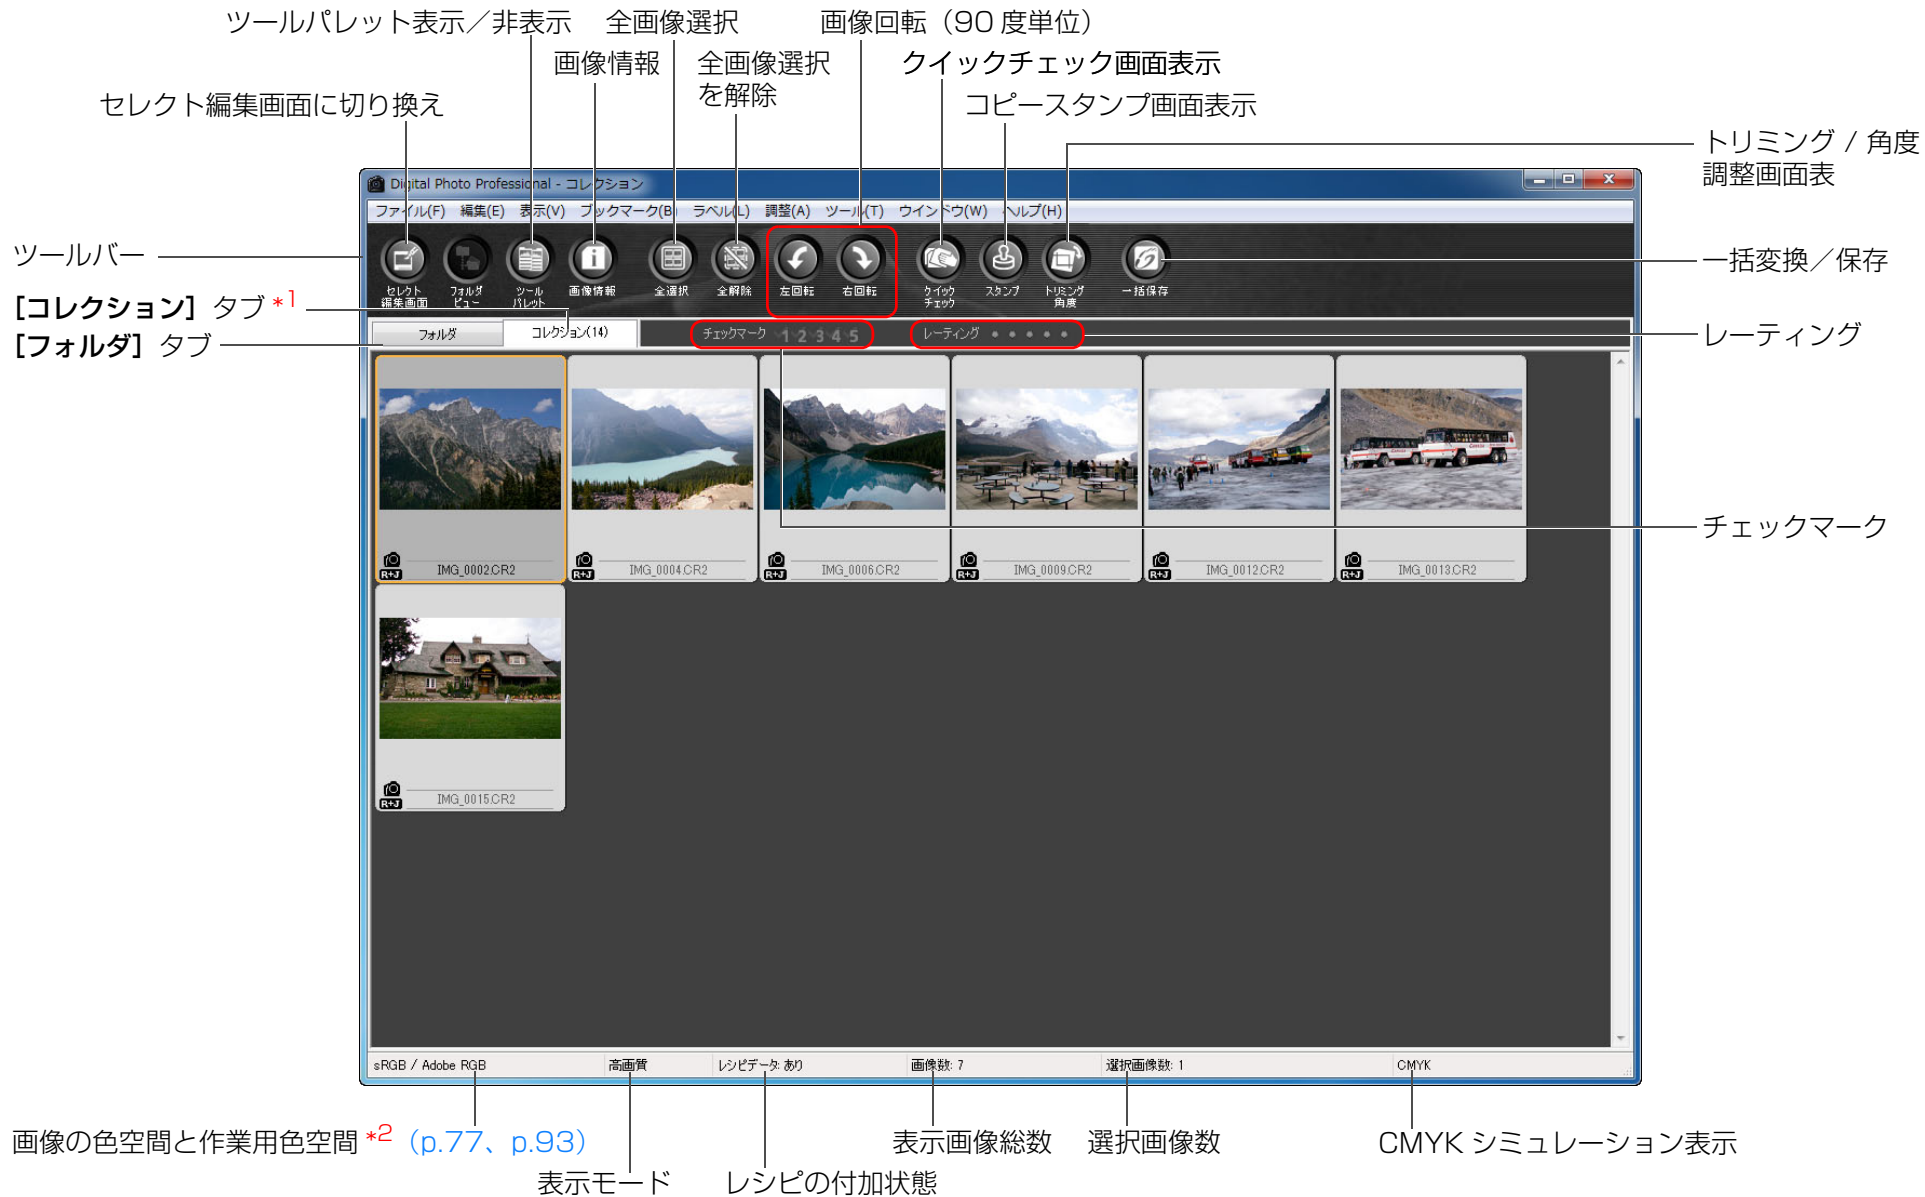 ツールパレット表示／非表示
全画像選択
画像回転（90 度単位）
画像情報
全画像選択
を解除
クイックチェック画面表示
セレクト編集画面に切り換え
コピースタンプ画面表示
トリミング / 角度
調整画面表
Digital Photo Professional - コレクション
ファイル(F) 編集(E) 表示(V) ブックマーク(B) ラベル(L) 調整(A) ツール(T) ウインドウ(W) ヘルプ(H)
ツールバー
一括変換／保存
セレクト
編集画面
フォルダ
ビュー
ツール
パレット
画像情報
全選択
全解除
左回転
右回転
クイック
チェック
スタンプ
トリミング
角度
一括保存
［コレクション］タブ *1
［フォルダ］タブ
フォルダ
コレクション(14)
チェックマーク 1 2 3 4 5
レーティング
レーティング
チェックマーク
R+J IMG_0002.CR2
R+J IMG_0004.CR2
R+J IMG_0006.CR2
R+J IMG_0009.CR2
R+J IMG_0012.CR2
R+J IMG_0013.CR2
R+J IMG_0015.CR2
sRGB / Adobe RGB
高画質
レシピデータ: あり
画像数: 7
選択画像数: 1
CMYK
画像の色空間と作業用色空間 *2（p.77、p.93）
表示画像総数
選択画像数
CMYK シミュレーション表示
表示モード
レシピの付加状態